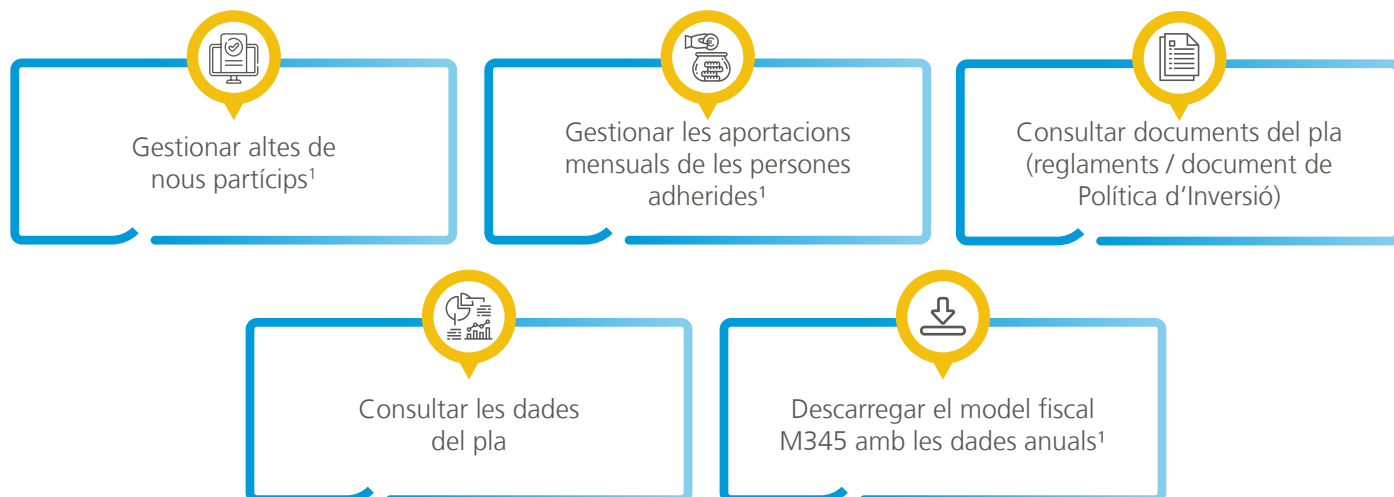 Gestionar altes de
nous partícips¹
Gestionar les aportacions
mensuals de les persones
adherides¹
Consultar documents del pla
(reglaments / document de
Política d’Inversió)
Consultar les dades
del pla
Descarregar el model fiscal
M345 amb les dades anuals¹